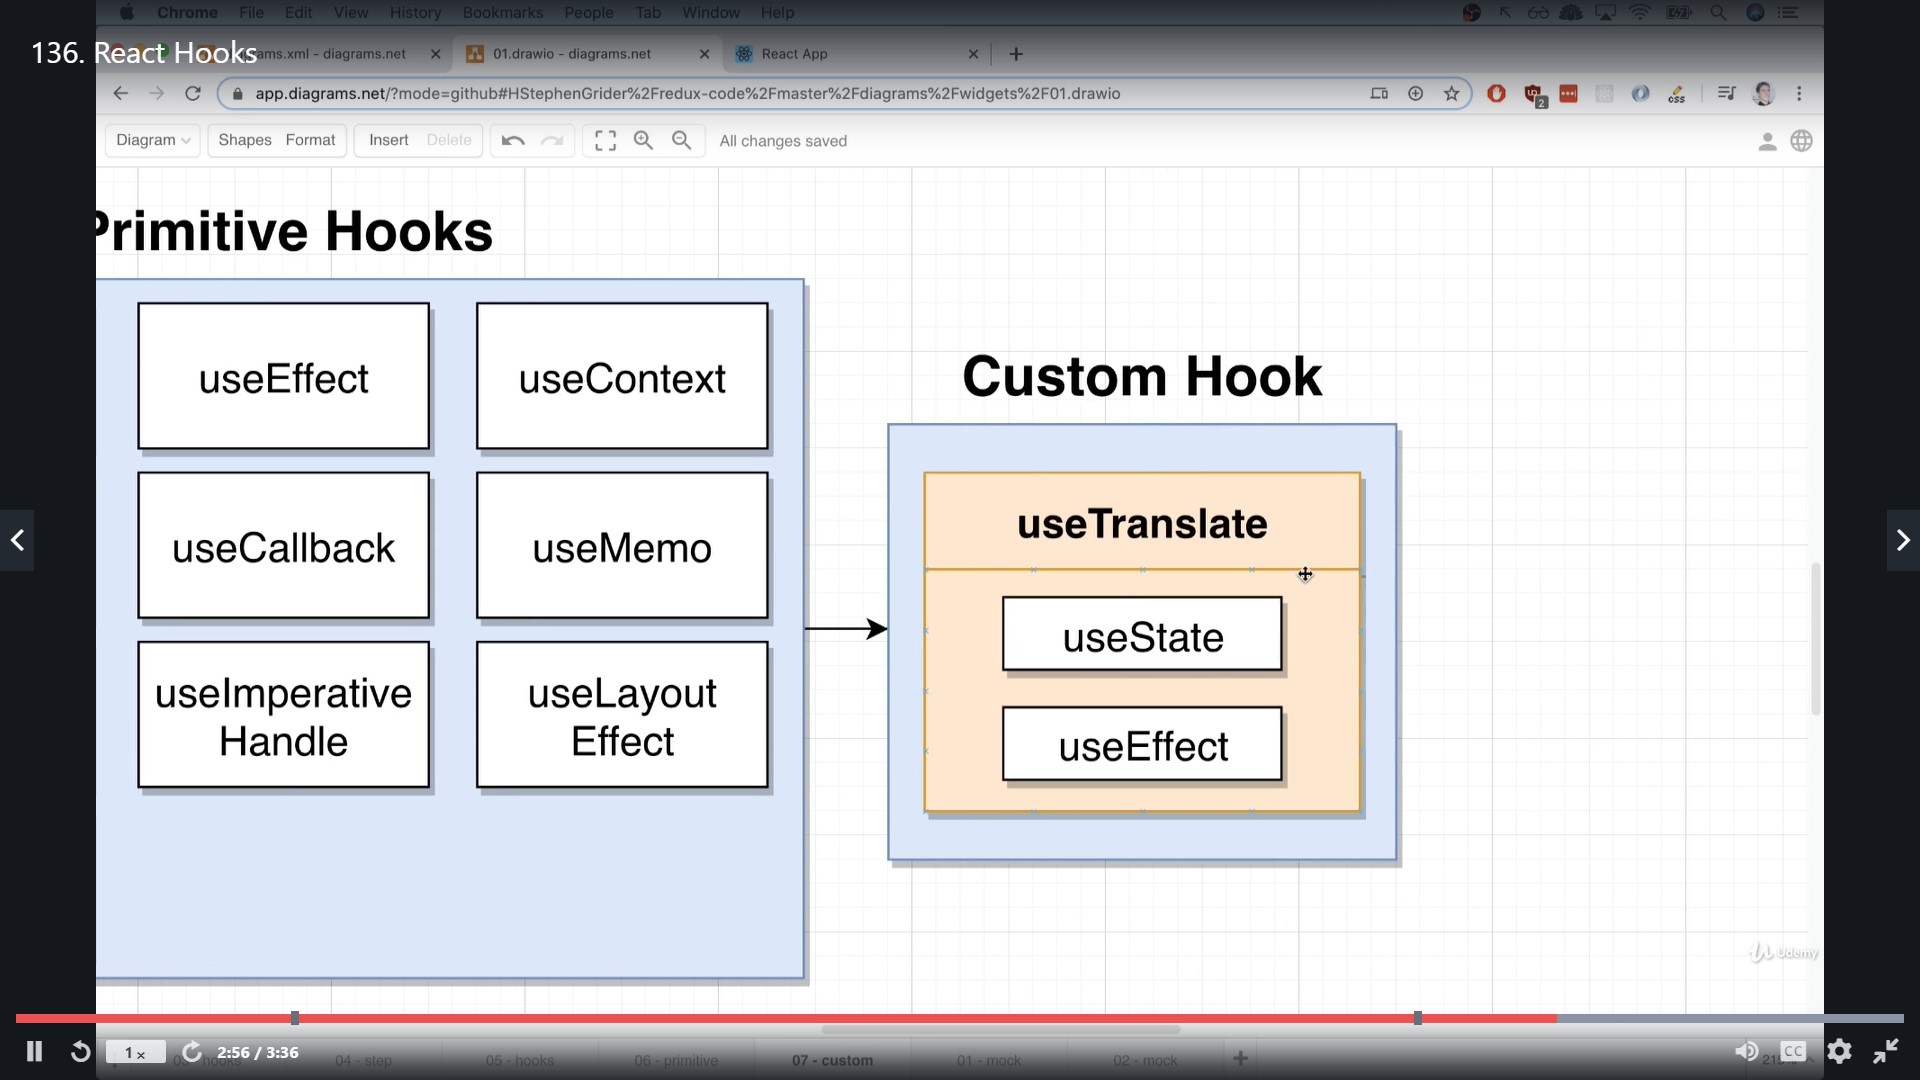 Chrome File Edit View History Bookmarks People Tab Window Help
136. React Hooks
ams.xml - diagrams.net
01.drawio - diagrams.net
React App
app.diagrams.net/?mode=github#HStephenGrider%2Fredux-code%2Fmaster%2Fdiagrams%2Fwidgets%2F01.drawio
2
css
Diagram Shapes Format Insert Delete All changes saved
Primitive Hooks
useEffect
useContext
useCallback
useMemo
useImperative
Handle
useLayout
Effect
Custom Hook
useTranslate
useState
useEffect
Udemy
1 x
2:56 / 3:36
hooks
04 - step
05 - hooks
06 - primitive
07 - custom
01 - mock
02 - mock
CC